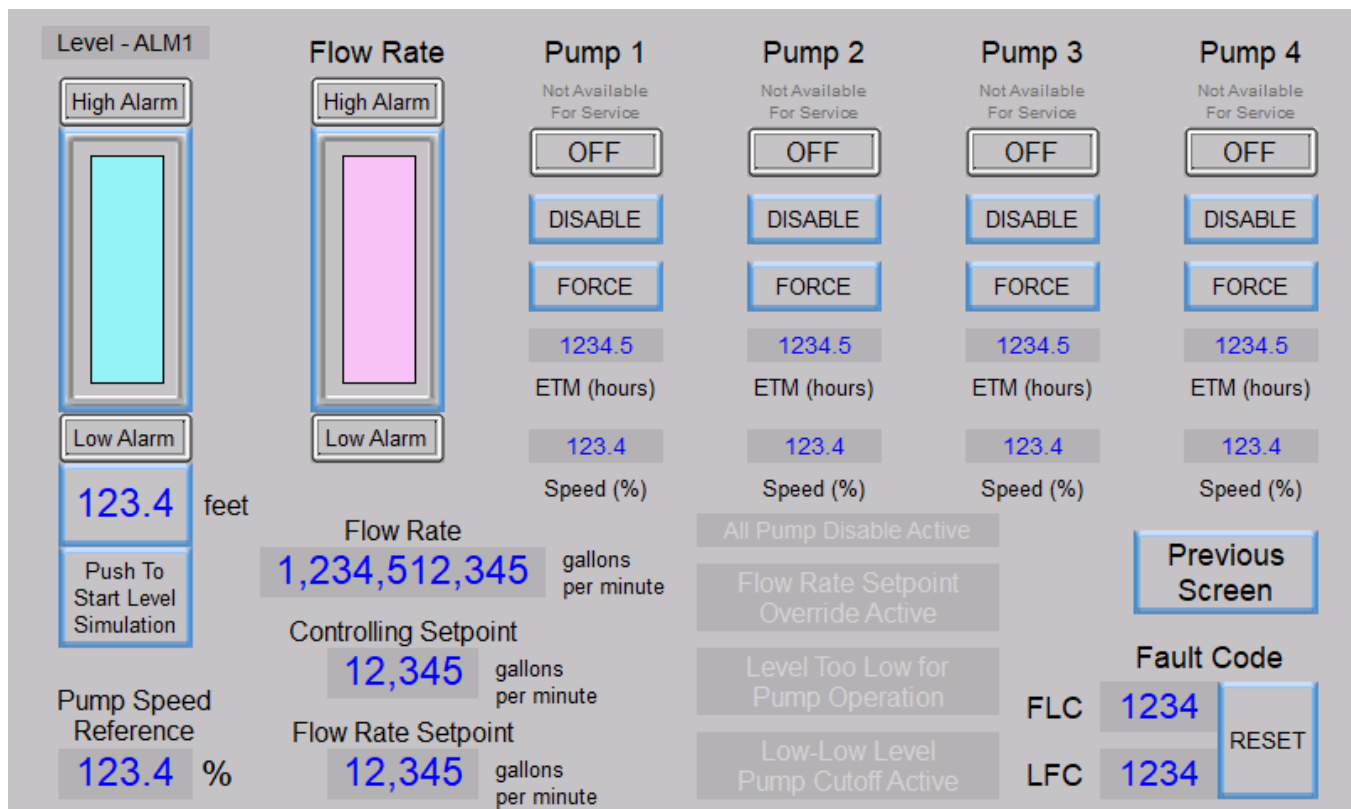 Level - ALM1
High Alarm
Low Alarm
123.4 feet
Push To
Start Level
Simulation
Pump Speed
Reference
123.4 %
Flow Rate
High Alarm
Low Alarm
Flow Rate
1,234,512,345 gallons
per minute
Controlling Setpoint
12,345 gallons
per minute
Flow Rate Setpoint
12,345 gallons
per minute
Pump 1
Not Available
For Service
OFF
DISABLE
FORCE
1234.5
ETM (hours)
123.4
Speed (%)
Pump 2
Not Available
For Service
OFF
DISABLE
FORCE
1234.5
ETM (hours)
123.4
Speed (%)
Pump 3
Not Available
For Service
OFF
DISABLE
FORCE
1234.5
ETM (hours)
123.4
Speed (%)
Pump 4
Not Available
For Service
OFF
DISABLE
FORCE
1234.5
ETM (hours)
123.4
Speed (%)
All Pump Disable Active
Flow Rate Setpoint
Override Active
Level Too Low for
Pump Operation
Low-Low Level
Pump Cutoff Active
Previous
Screen
Fault Code
FLC 1234
LFC 1234
RESET